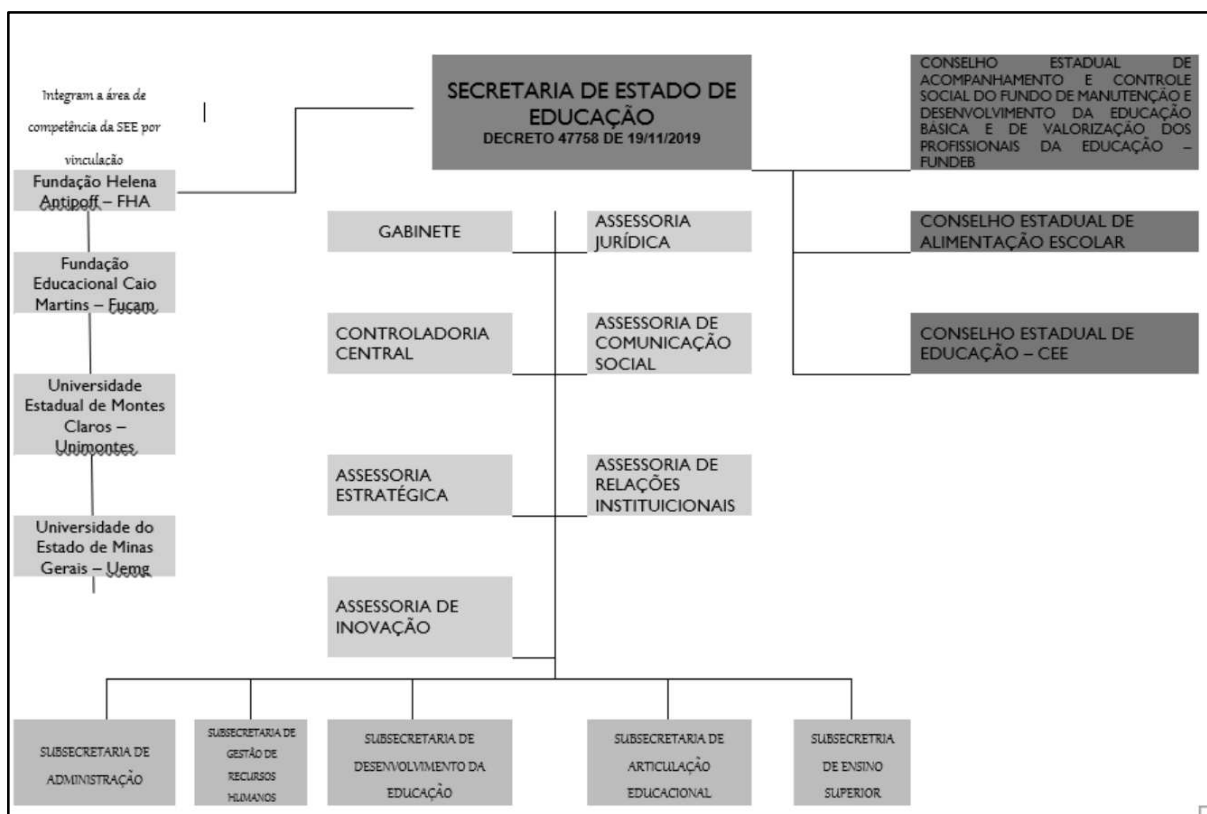 SECRETARIA DE ESTADO DE
EDUCAÇÃO
DECRETO 47758 DE 19/11/2019
CONSELHO ESTADUAL DE
ACOMPANHAMENTO E CONTROLE
SOCIAL DO FUNDO DE MANUTENÇÃO E
DESENVOLVIMENTO DA EDUCAÇÃO
BÁSICA E DE VALORIZAÇÃO DOS
PROFISSIONAIS DA EDUCAÇÃO –
FUNDEB
Integram a área de
competência da SEE por
vinculação
Fundação Helena
Antipoff – FHA
Fundação
Educacional Caio
Martins – Fucam
Universidade
Estadual de Montes
Claros –
Unimontes
Universidade do
Estado de Minas
Gerais – Uemg
GABINETE
ASSESSORIA
JURÍDICA
CONTROLADORIA
CENTRAL
ASSESSORIA DE
COMUNICAÇÃO
SOCIAL
ASSESSORIA
ESTRATÉGICA
ASSESSORIA DE
RELAÇÕES
INSTITUICIONAIS
ASSESSORIA DE
INOVAÇÃO
CONSELHO ESTADUAL DE
ALIMENTAÇÃO ESCOLAR
CONSELHO ESTADUAL DE
EDUCAÇÃO – CEE
SUBSECRETARIA DE
ADMINISTRAÇÃO
SUBSECRETARIA DE
GESTÃO DE
RECURSOS
HUMANOS
SUBSECRETARIA DE
DESENVOLVIMENTO DA
EDUCAÇÃO
SUBSECRETARIA DE
ARTICULAÇÃO
EDUCACIONAL
SUBSECRETRIA
DE ENSINO
SUPERIOR